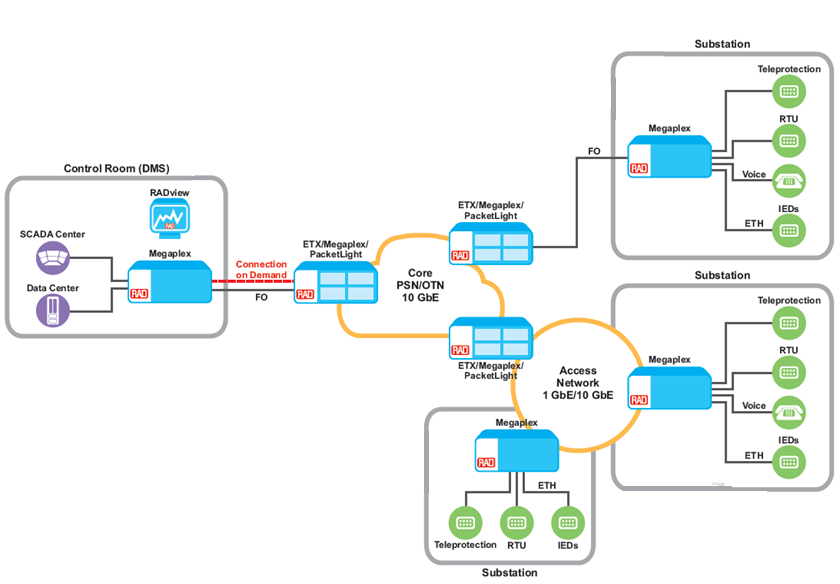 Substation
Teleprotection
RTU
Megaplex
FO
RAD
Voice
IEDs
ETH
Control Room (DMS)
RADview
RAD
SCADA Center
Megaplex
Data Center
RAD
Connection
on Demand
FO
ETX/Megaplex/
PacketLight
RAD
Core
PSN/OTN
10 GbE
ETX/Megaplex/
PacketLight
RAD
RAD
ETX/Megaplex/
PacketLight
Access
Network
1 GbE/10 GbE
Substation
Teleprotection
RTU
Megaplex
RAD
Voice
IEDs
ETH
Megaplex
RAD
ETH
Teleprotection
RTU
IEDs
Substation